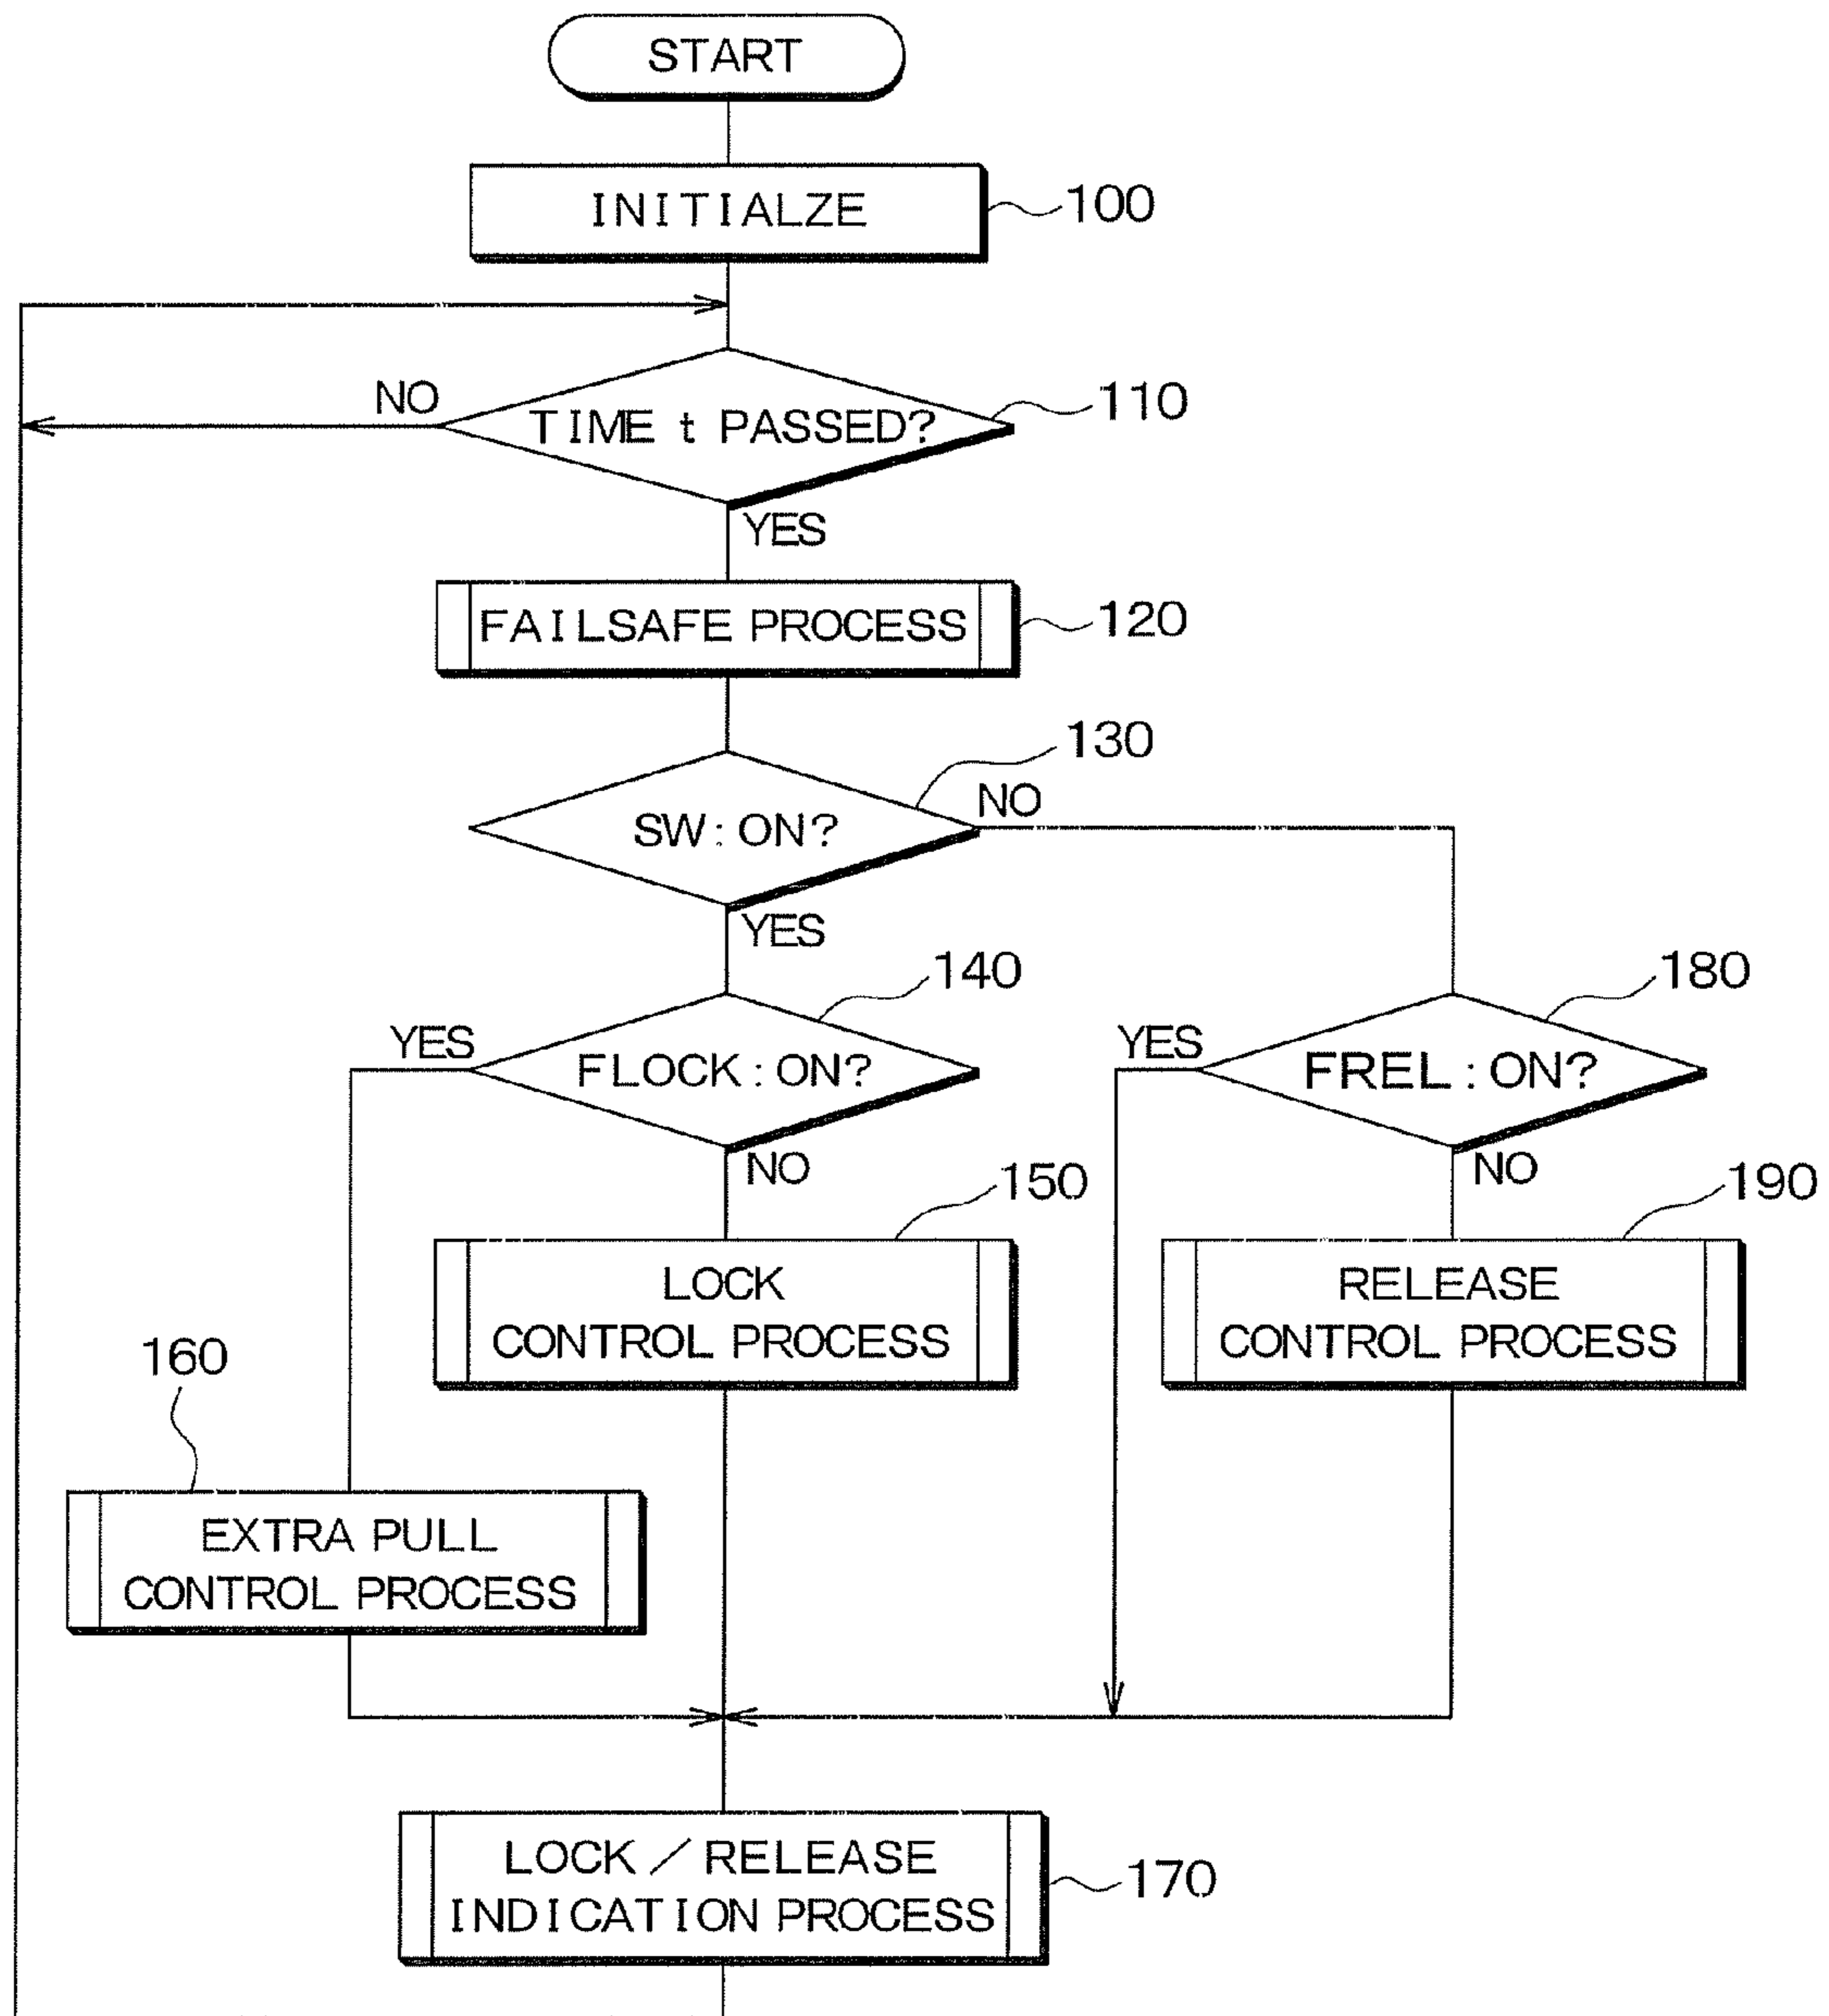 START
INITIALZE
100
NO
TIME t PASSED?
110
YES
FAILSAFE PROCESS
120
130
SW:ON?
NO
YES
140
180
YES
FLOCK:ON?
YES
FREL:ON?
NO
NO
150
190
LOCK
CONTROL PROCESS
RELEASE
CONTROL PROCESS
160
EXTRA PULL
CONTROL PROCESS
LOCK/RELEASE
INDICATION PROCESS
170